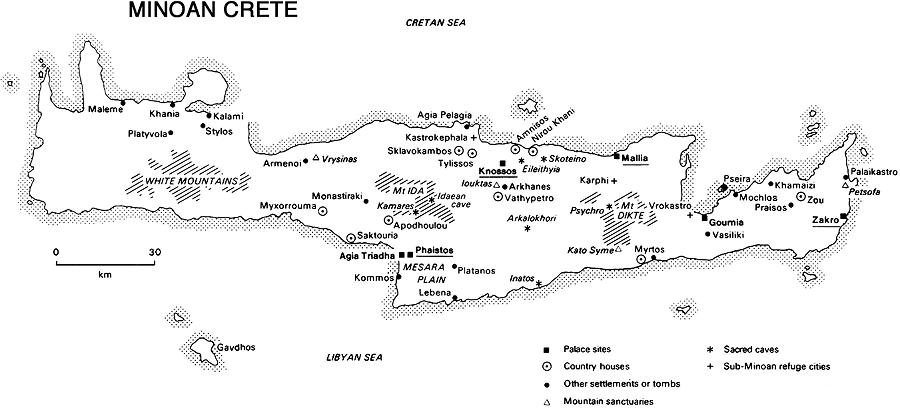 MINOAN CRETE
CRETAN SEA
Maleme
Khania
Kalami
Stylos
Platyvola
WHITE MOUNTAINS
Armenoi
Vrysinas
Monastiraki
Myxorrouma
Saktouria
Mt IDA
Kamares
Idaean
cave
Apodhoulou
Agia Triadha
Phaistos
Kommos
MESARA
PLAIN
Platanos
Lebena
Agia Pelagia
Kastrokephala
Sklavokambos
Tylissos
Amnisos
Nirou Khani
Knossos
Skoteino
Eileithyia
Iouktas
Arkhanes
Vathypetro
Arkalokhori
Inatos
Mallia
Karphi
Psychro
Mt
DIKTE
Kato Syme
Vrokastro
Myrtos
Pseira
Mochlos
Khamaizi
Praisos
Zou
Palaikastro
Petsofa
Gournia
Vasiliki
Zakro
0
30
km
Gavdhos
LIBYAN SEA
Palace sites
Country houses
Other settlements or tombs
Mountain sanctuaries
Sacred caves
Sub-Minoan refuge cities